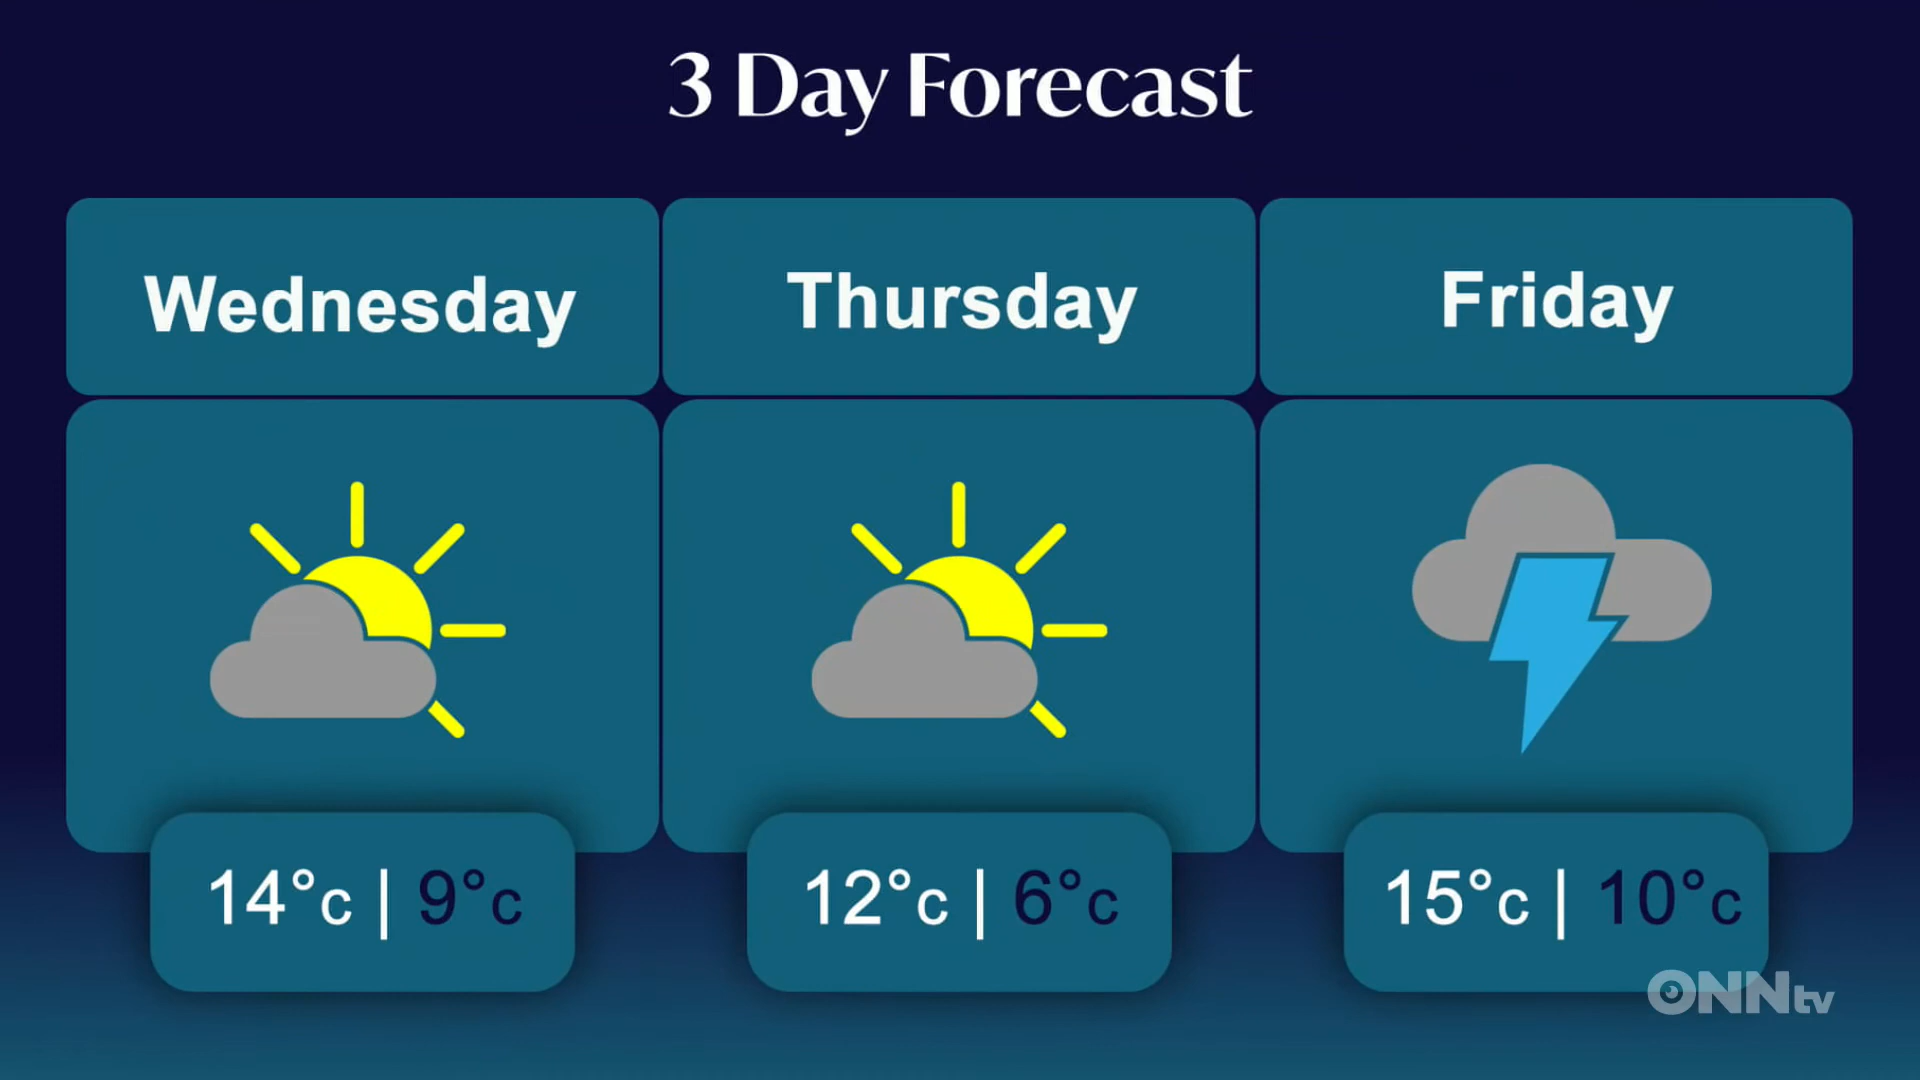 3 Day Forecast
Wednesday
Thursday
Friday
14°c | 9°c
12°c | 6°c
15°c | 10°c
ONNtv